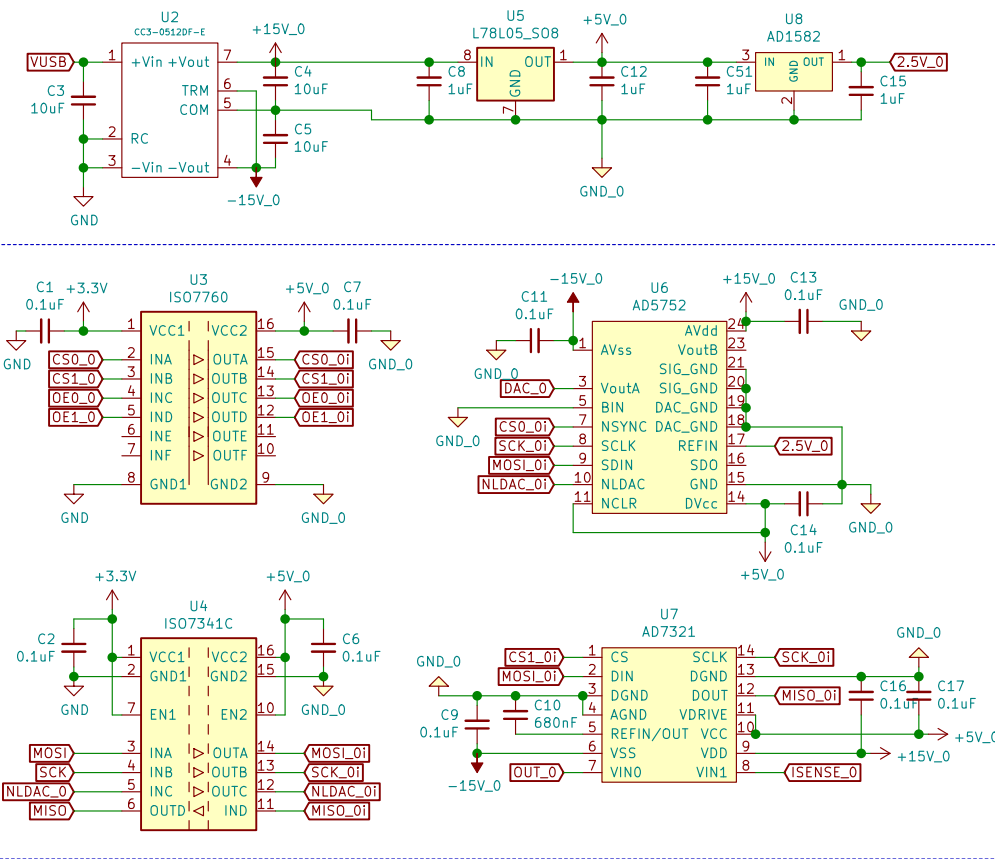 U2
CC3-0512DF-E
VUSB
1
+Vin
+Vout
7
TRM
6
COM
5
2
RC
3
-Vin
-Vout
4
C3
10uF
GND
+15V_0
C4
10uF
C5
10uF
-15V_0
C8
1uF
U5
L78L05_SO8
8
IN
OUT
1
GND
7
+5V_0
C12
1uF
GND_0
C51
1uF
U8
AD1582
3
IN
OUT
1
GND
2
2.5V_0
C15
1uF
U3
ISO7760
C1
0.1uF
+3.3V
GND
+5V_0
C7
0.1uF
GND_0
1
VCC1
VCC2
16
CS0_0
2
INA
OUTA
15
CS0_0i
CS1_0
3
INB
OUTB
14
CS1_0i
OE0_0
4
INC
OUTC
13
OE0_0i
OE1_0
5
IND
OUTD
12
OE1_0i
6
INE
OUTE
11
7
INF
OUTF
10
8
GND1
GND2
9
GND
GND_0
-15V_0
C11
0.1uF
GND_0
U6
AD5752
+15V_0
C13
0.1uF
GND_0
1
AVss
AVdd
24
VoutB
23
SIG_GND
21
DAC_0
3
VoutA
SIG_GND
20
5
BIN
DAC_GND
19
GND_0
CS0_0i
7
NSYNC
DAC_GND
18
SCK_0i
8
SCLK
REFIN
17
2.5V_0
MOSI_0i
9
SDIN
SDO
16
NLDAC_0i
10
NLDAC
GND
15
11
NCLR
DVcc
14
GND_0
C14
0.1uF
+5V_0
+3.3V
+5V_0
U4
ISO7341C
C2
0.1uF
GND
C6
0.1uF
GND_0
1
VCC1
VCC2
16
2
GND1
GND2
15
7
EN1
EN2
10
MOSI
3
INA
OUTA
14
MOSI_0i
SCK
4
INB
OUTB
13
SCK_0i
NLDAC_0
5
INC
OUTC
12
NLDAC_0i
MISO
6
OUTD
IND
11
MISO_0i
U7
AD7321
GND_0
C9
0.1uF
C10
680nF
-15V_0
CS1_0i
1
CS
SCLK
14
SCK_0i
MOSI_0i
2
DIN
DGND
13
3
DGND
DOUT
12
MISO_0i
4
AGND
VDRIVE
11
5
REFIN/OUT
VCC
10
6
VSS
VDD
9
OUT_0
7
VIN0
VIN1
8
ISENSE_0
GND_0
C16
0.1uF
C17
0.1uF
+5V_0
+15V_0